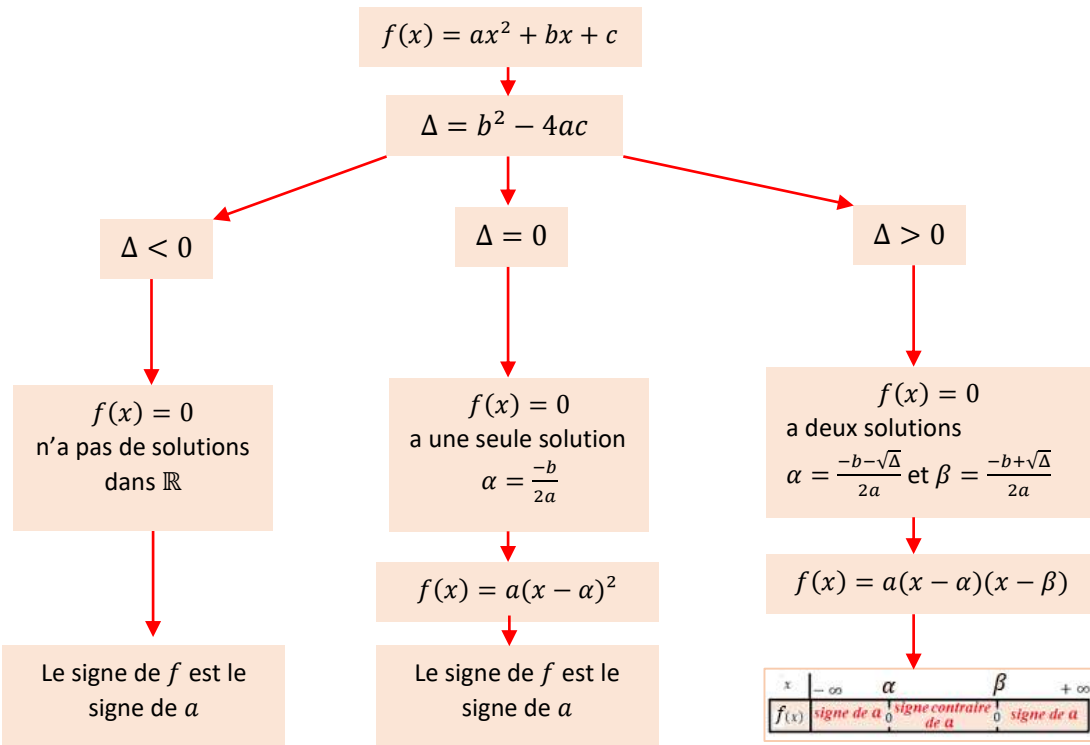 f(x) = ax² + bx + c
Δ = b² − 4ac
Δ < 0
Δ = 0
Δ > 0
f(x) = 0
n'a pas de solutions
dans ℝ
f(x) = 0
a une seule solution
α = −b/2a
f(x) = 0
a deux solutions
α = (−b−√Δ)/2a et β = (−b+√Δ)/2a
f(x) = a(x − α)²
f(x) = a(x − α)(x − β)
Le signe de f est le
signe de a
Le signe de f est le
signe de a
x −∞ α β +∞
f(x) signe de a 0 signe contraire de a 0 signe de a